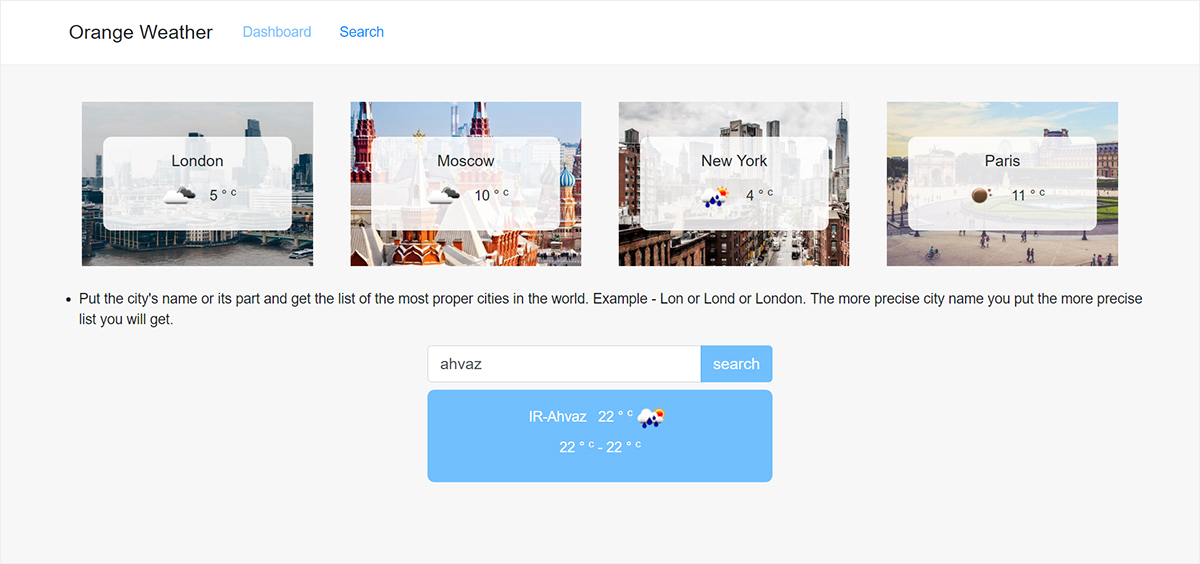 Orange Weather Dashboard Search
London
5 ° c
Moscow
10 ° c
New York
4 ° c
Paris
11 ° c
Put the city's name or its part and get the list of the most proper cities in the world. Example - Lon or Lond or London. The more precise city name you put the more precise
list you will get.
ahvaz search
IR-Ahvaz 22 ° c
22 ° c - 22 ° c